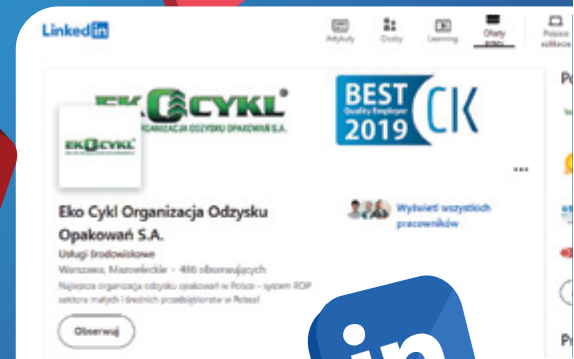 Linked in
Artykuły Osoby Learning Oferty pracy
EKOCYKL®
ORGANIZACJA ODZYSKU OPAKOWAŃ S.A.
BEST
Quality Employer
2019
EKOCYKL
Eko Cykl Organizacja Odzysku
Opakowań S.A.
Usługi środowiskowe
Warszawa, Mazowieckie - 486 obserwujących
Najlepsza organizacja odzysku opakowań w Polsce - system ROP
sektora małych i średnich przedsiębiorstw w Polsce!
Wyświetl wszystkich
pracowników
Obserwuj
in